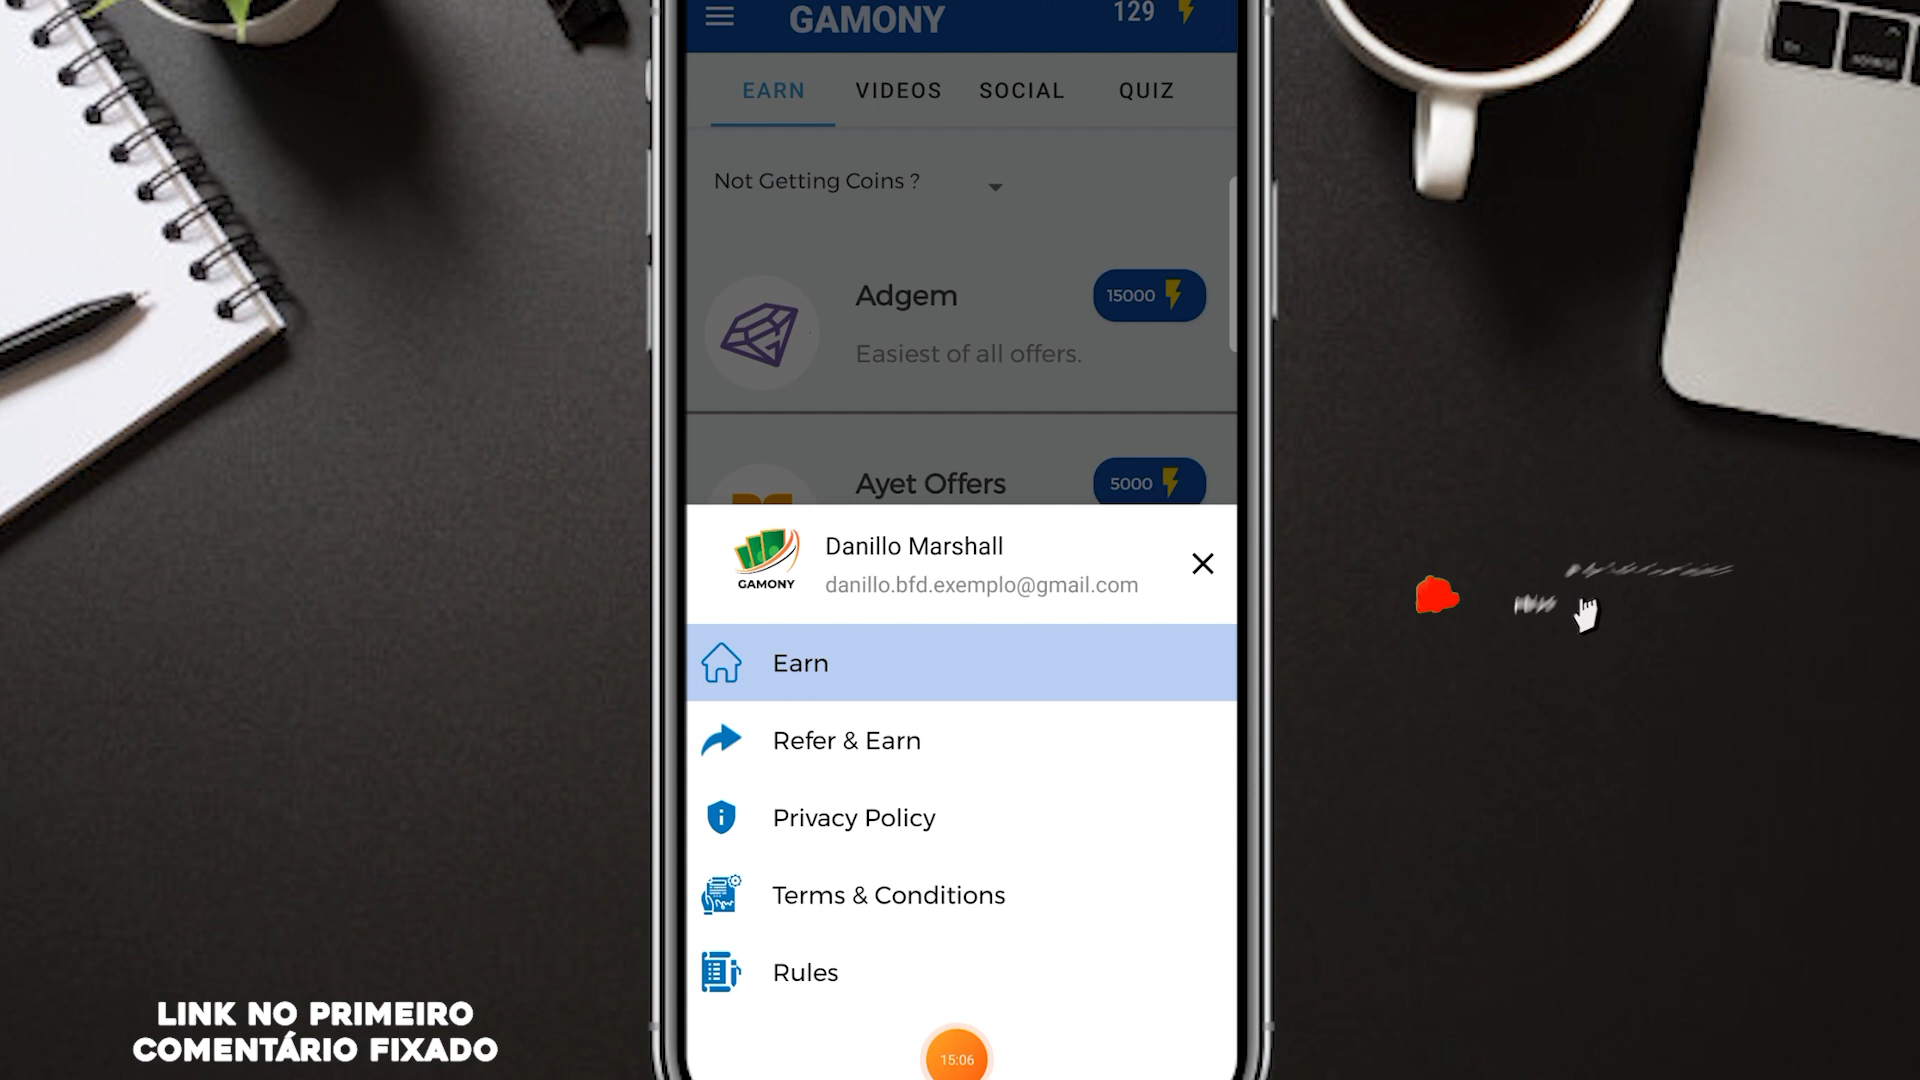 GAMONY
129
EARN
VIDEOS
SOCIAL
QUIZ
Not Getting Coins ?
Adgem
15000
Easiest of all offers.
Ayet Offers
5000
GAMONY
Danillo Marshall
danillo.bfd.exemplo@gmail.com
Earn
Refer & Earn
Privacy Policy
Terms & Conditions
Rules
15:06
LINK NO PRIMEIRO
COMENTÁRIO FIXADO